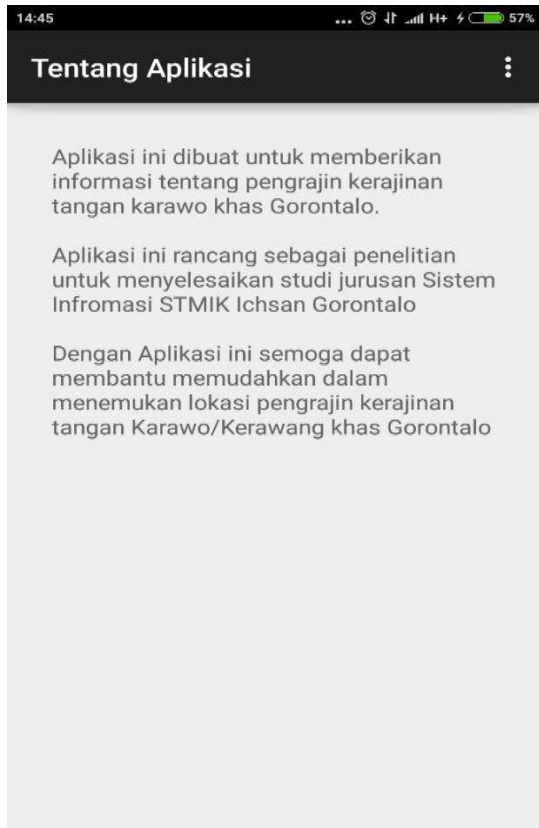 14:45 ... H+ 57%
Tentang Aplikasi
Aplikasi ini dibuat untuk memberikan
informasi tentang pengrajin kerajinan
tangan karawo khas Gorontalo.
Aplikasi ini rancang sebagai penelitian
untuk menyelesaikan studi jurusan Sistem
Infromasi STMIK Ichsan Gorontalo
Dengan Aplikasi ini semoga dapat
membantu memudahkan dalam
menemukan lokasi pengrajin kerajinan
tangan Karawo/Kerawang khas Gorontalo